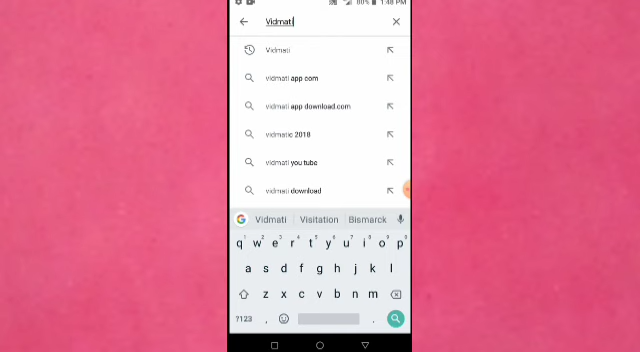 80% 1:48 PM
Vidmati
Vidmati
vidmati app com
vidmati app download.com
vidmatic 2018
vidmati you tube
vidmati download
Vidmati Visitation Bismarck
1 2 3 4 5 6 7 8 9 0
q w e r t y u i o p
a s d f g h j k l
z x c v b n m
?123 , .